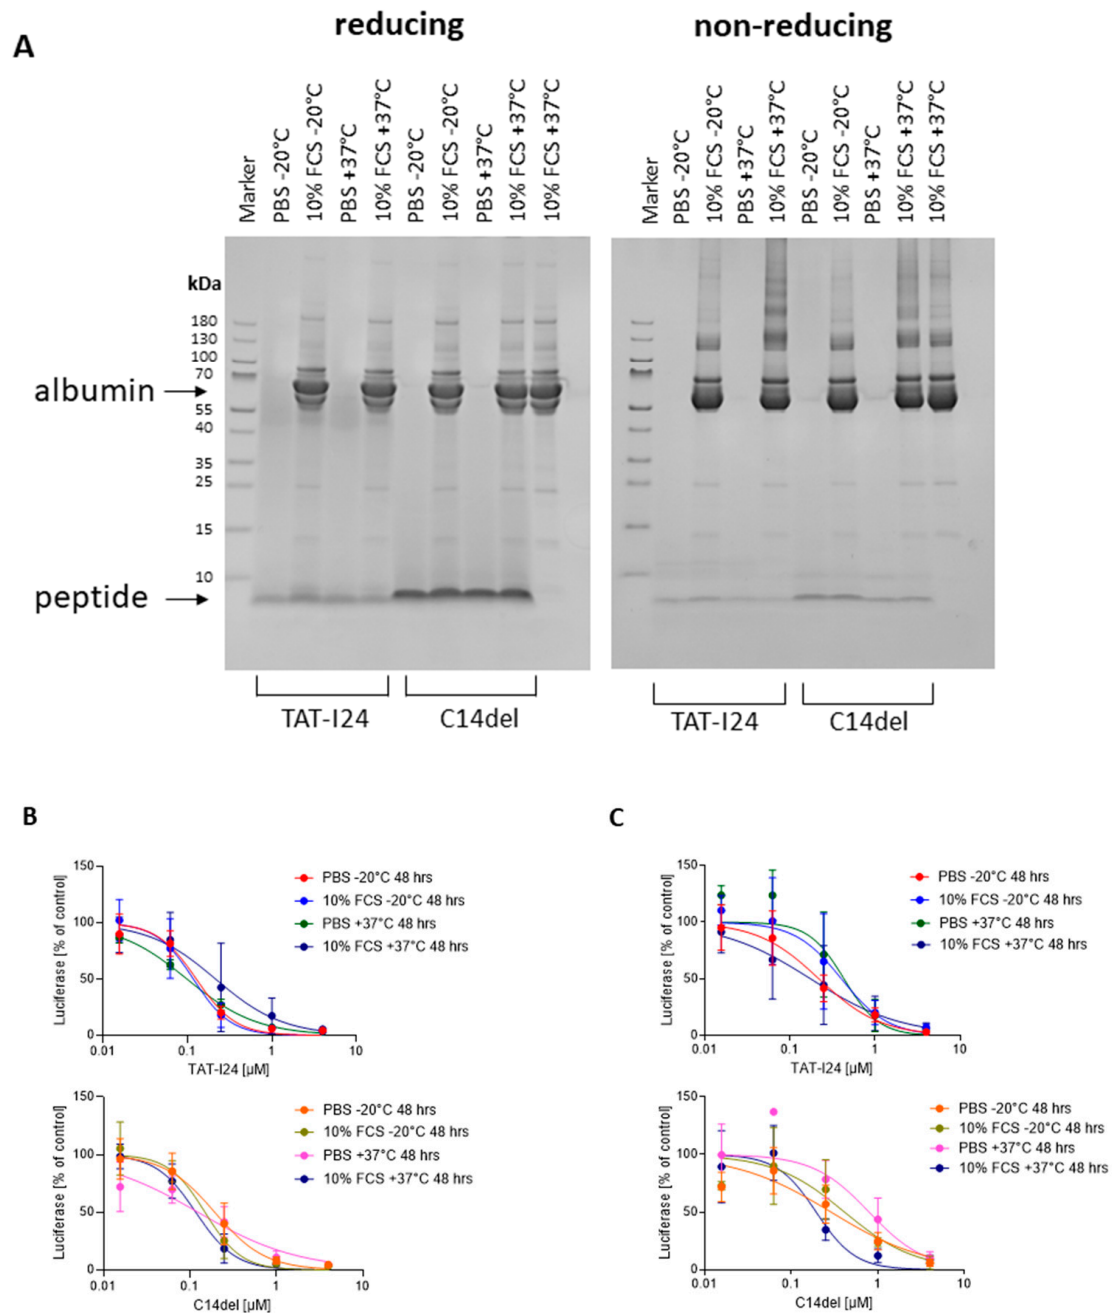 A
reducing
non-reducing
Marker
PBS -20°C
10% FCS -20°C
PBS +37°C
10% FCS +37°C
PBS -20°C
10% FCS -20°C
PBS +37°C
10% FCS +37°C
10% FCS +37°C
Marker
PBS -20°C
10% FCS -20°C
PBS +37°C
10% FCS +37°C
PBS -20°C
10% FCS -20°C
PBS +37°C
10% FCS +37°C
10% FCS +37°C
kDa
180
130
100
70
albumin
55
40
35
25
15
10
peptide
TAT-I24
C14del
TAT-I24
C14del
B
Luciferase [% of control]
150
100
50
0
0.01
0.1
1
10
TAT-I24 [µM]
PBS -20°C 48 hrs
10% FCS -20°C 48 hrs
PBS +37°C 48 hrs
10% FCS +37°C 48 hrs
Luciferase [% of control]
150
100
50
0
0.01
0.1
1
10
C14del [µM]
PBS -20°C 48 hrs
10% FCS -20°C 48 hrs
PBS +37°C 48 hrs
10% FCS +37°C 48 hrs
C
Luciferase [% of control]
150
100
50
0
0.01
0.1
1
10
TAT-I24 [µM]
PBS -20°C 48 hrs
10% FCS -20°C 48 hrs
PBS +37°C 48 hrs
10% FCS +37°C 48 hrs
Luciferase [% of control]
150
100
50
0
0.01
0.1
1
10
C14del [µM]
PBS -20°C 48 hrs
10% FCS -20°C 48 hrs
PBS +37°C 48 hrs
10% FCS +37°C 48 hrs